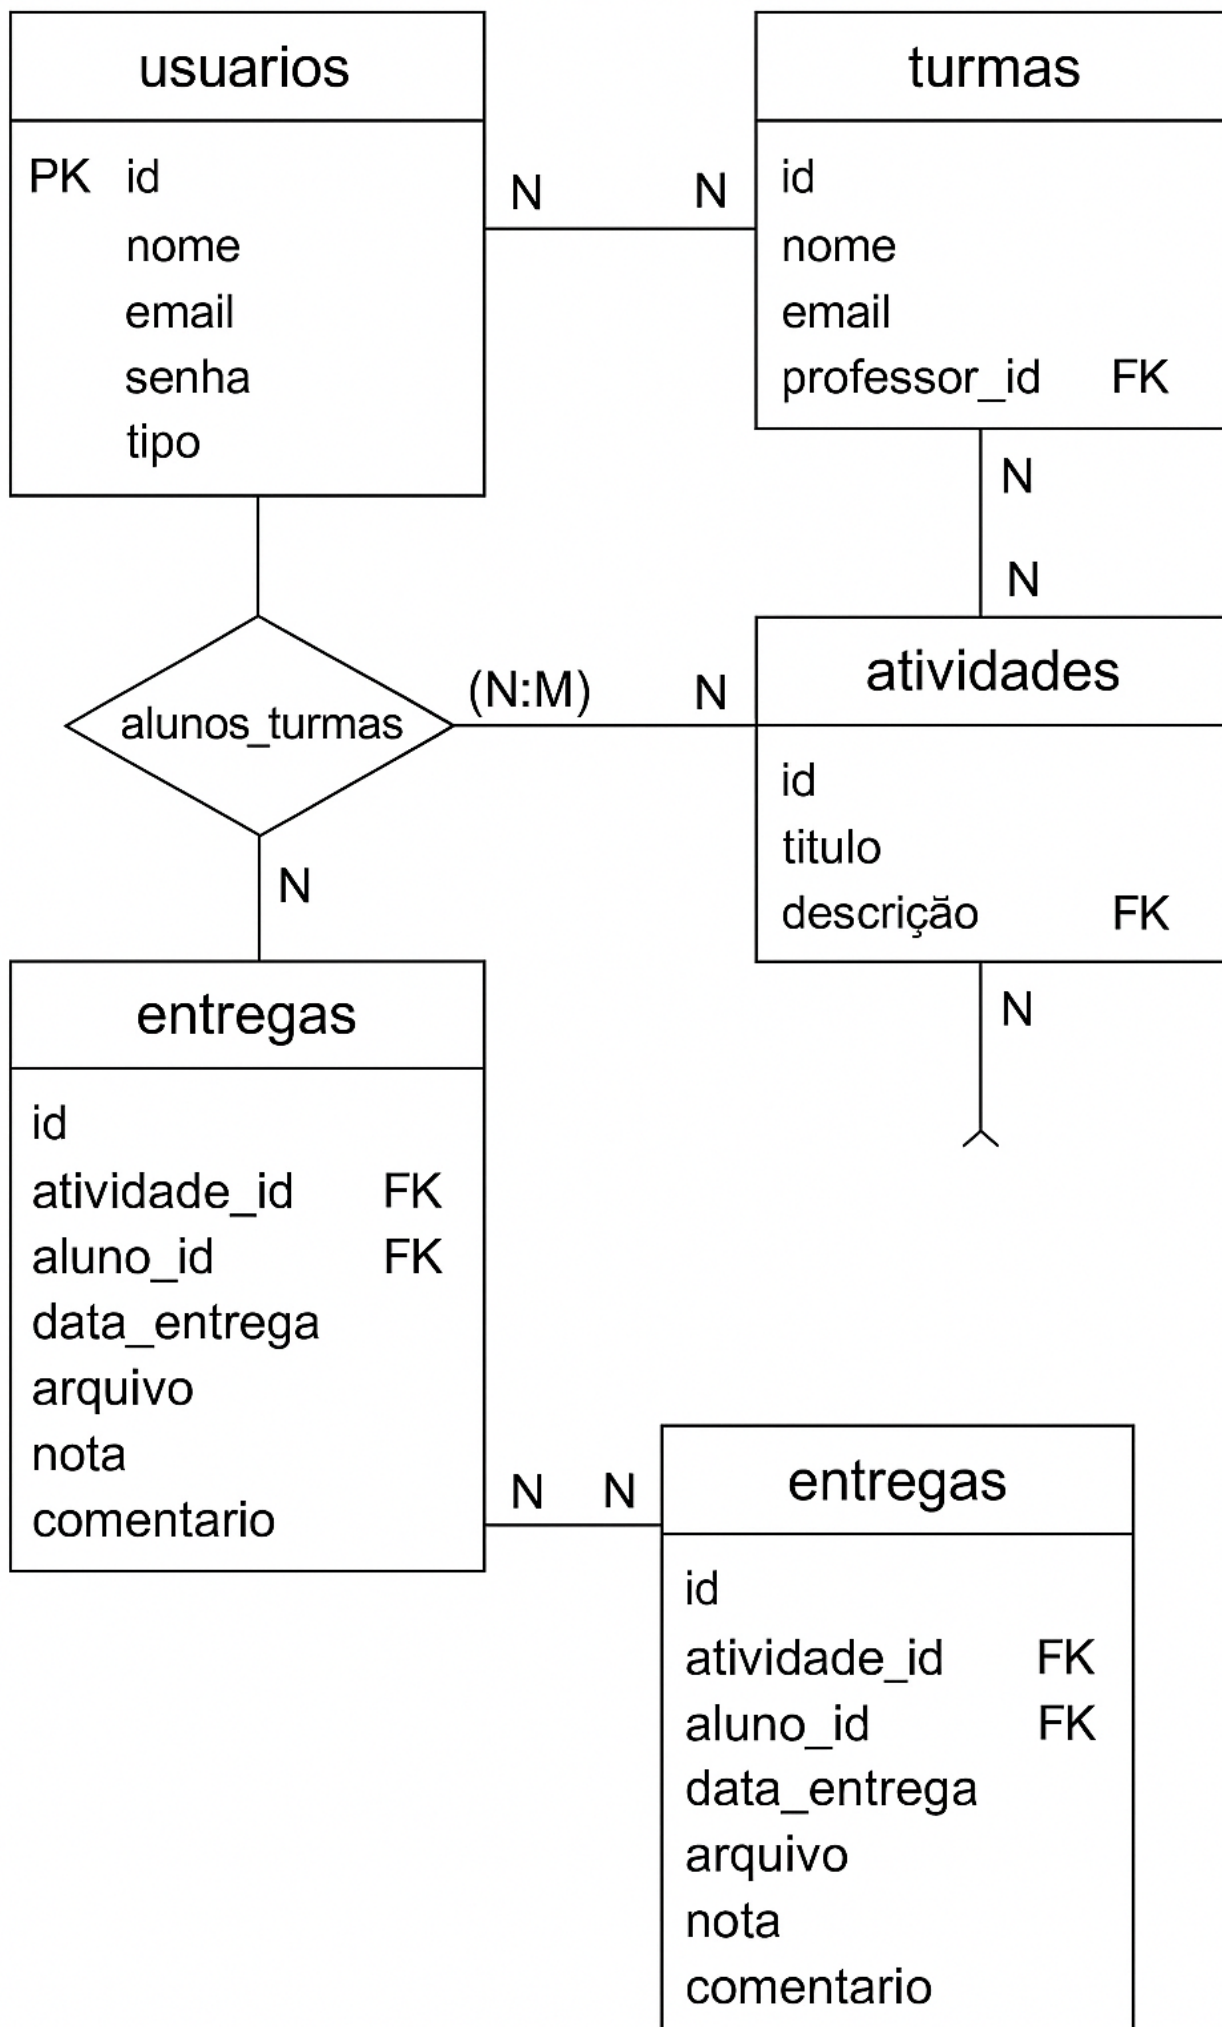 usuarios
PK id
nome
email
senha
tipo
N N
turmas
id
nome
email
professor_id FK
N
N
alunos_turmas
(N:M) N
atividades
id
titulo
descrição FK
N
N
entregas
id
atividade_id FK
aluno_id FK
data_entrega
arquivo
nota
comentario
N N
entregas
id
atividade_id FK
aluno_id FK
data_entrega
arquivo
nota
comentario